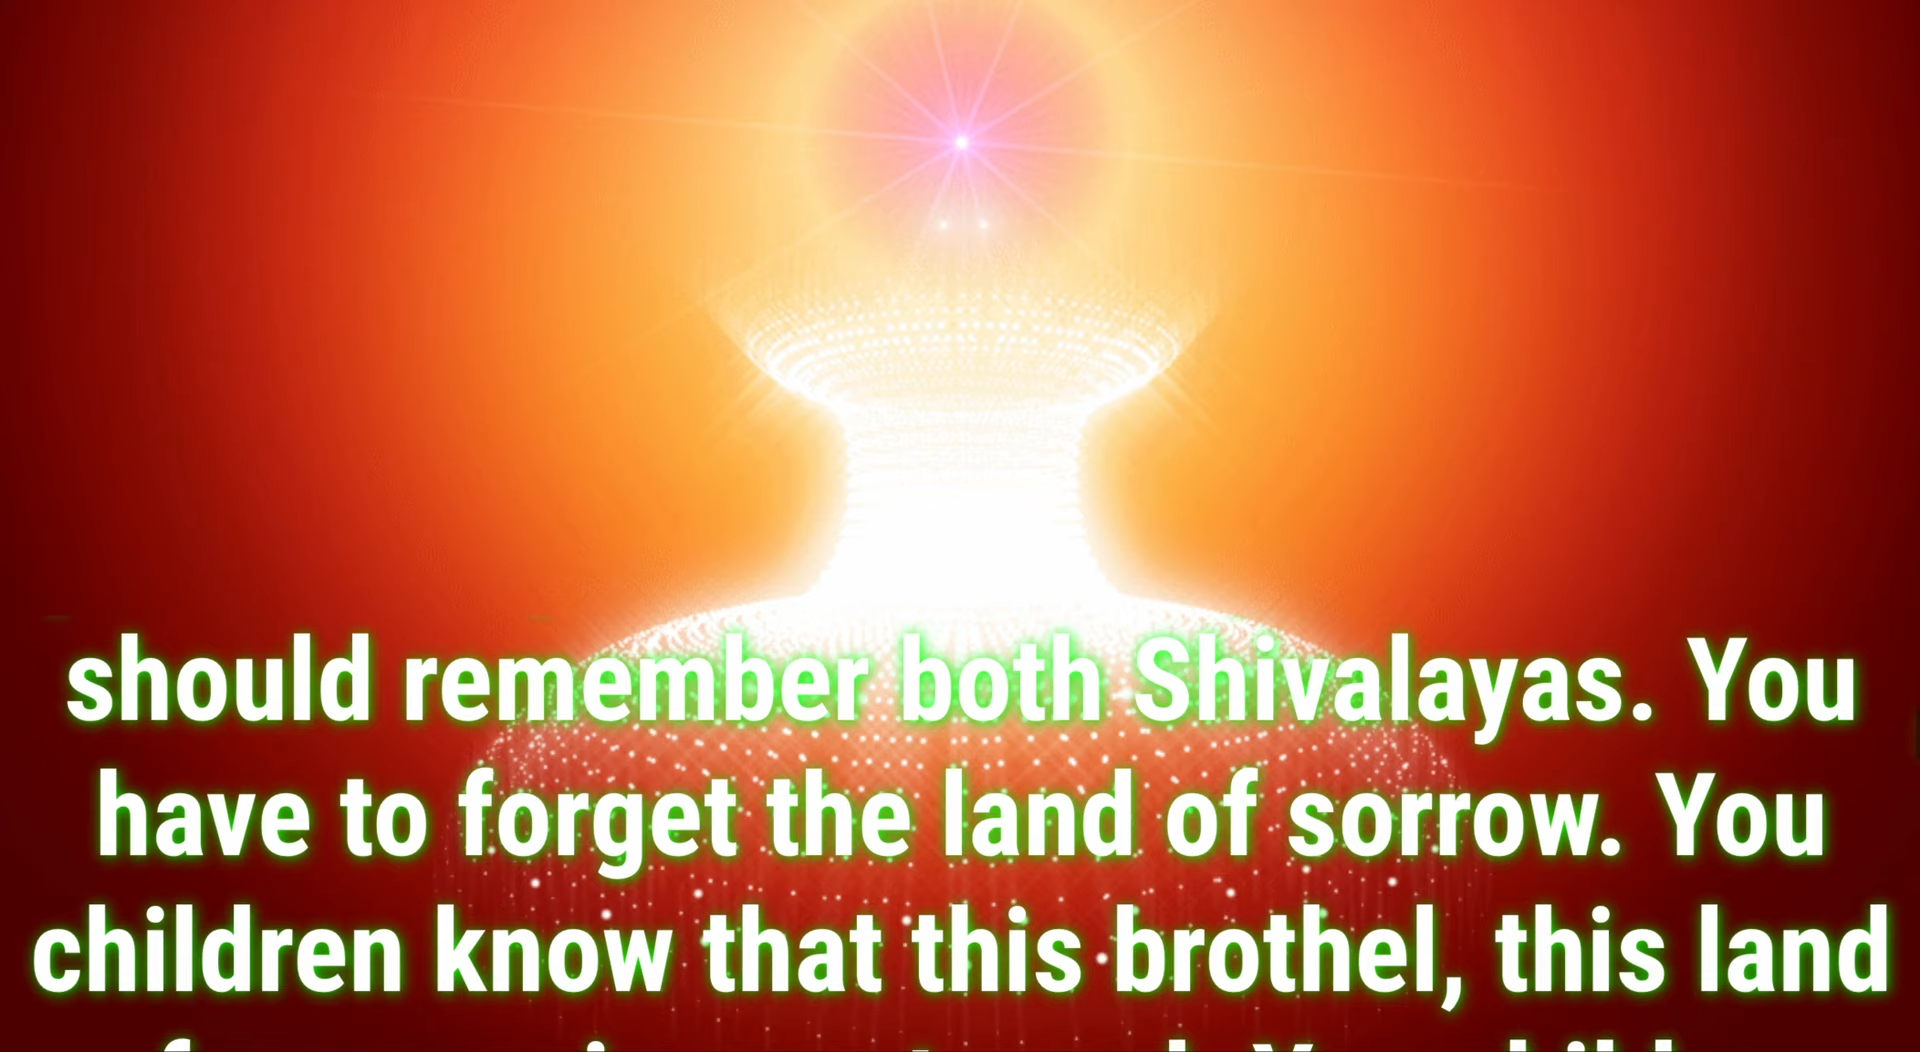 should remember both Shivalayas. You
have to forget the land of sorrow. You
children know that this brothel, this land